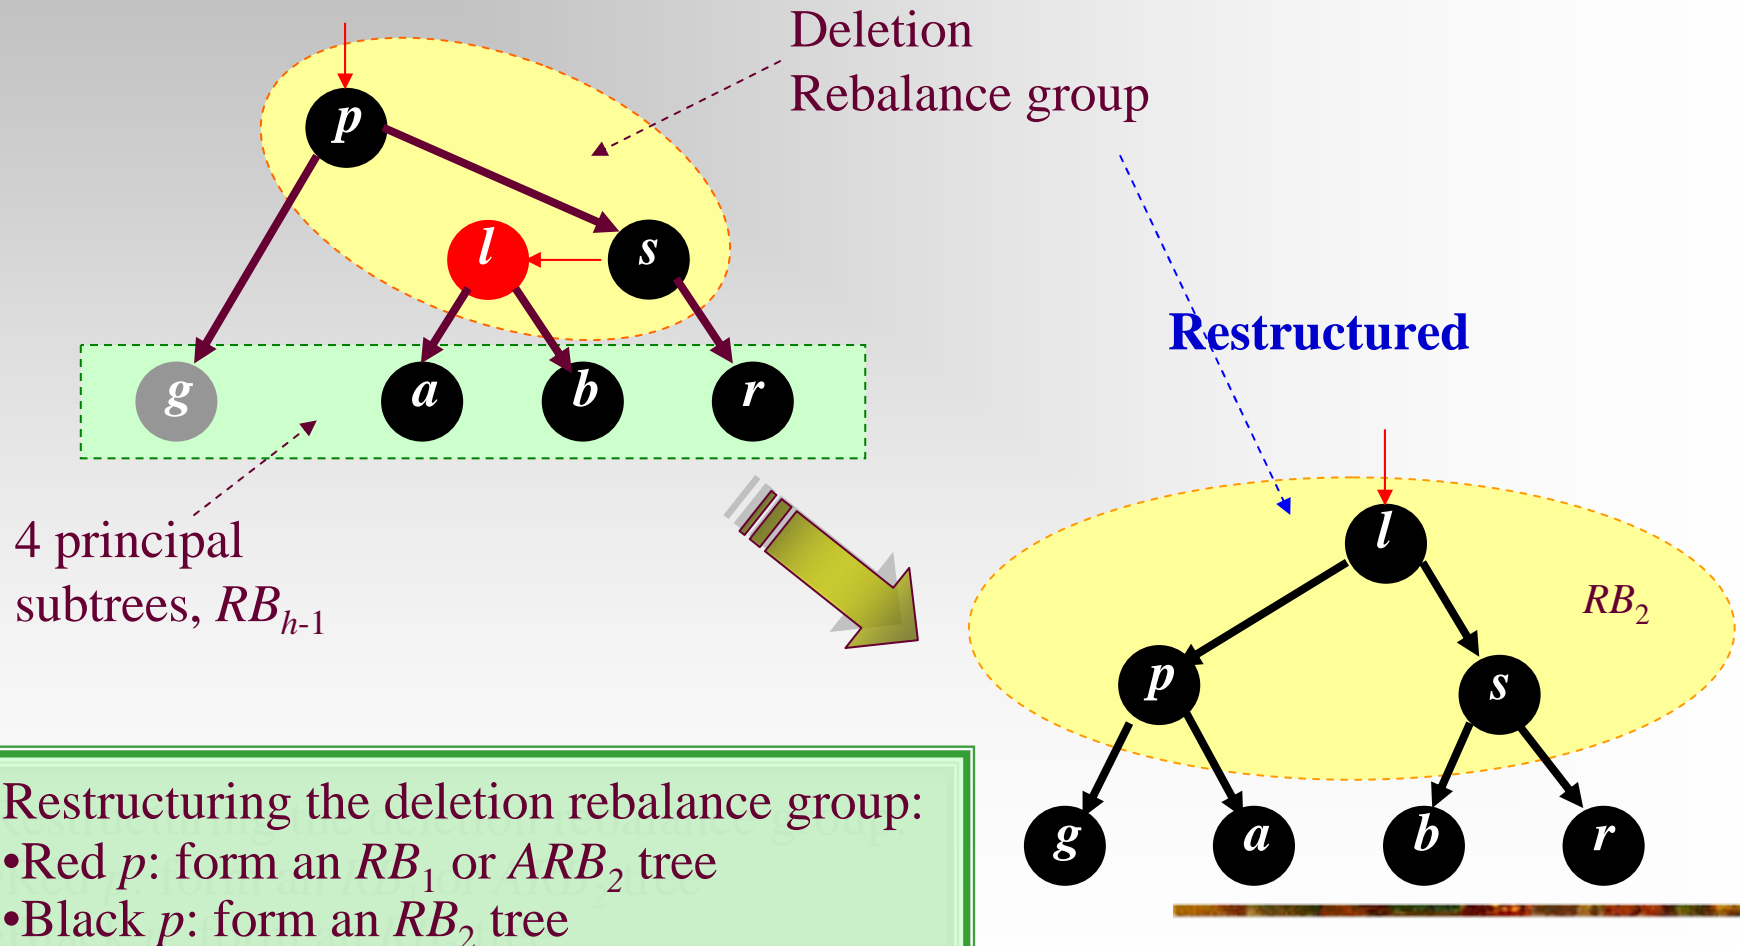 Deletion
Rebalance group
p
l
s
g
a
b
r
4 principal
subtrees, RBh-1
Restructured
l
RB2
p
s
g
a
b
r
Restructuring the deletion rebalance group:
•Red p: form an RB1 or ARB2 tree
•Black p: form an RB2 tree